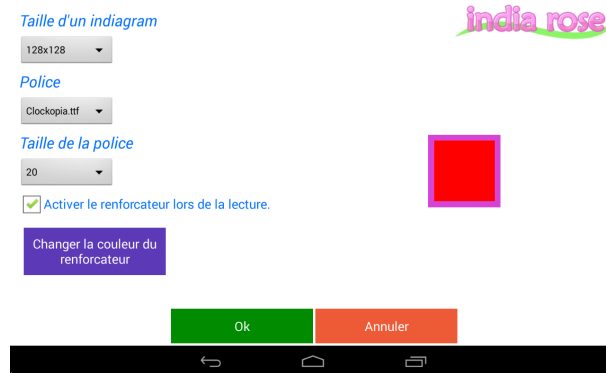 Taille d'un indiagram
india rose
128x128
Police
Clockopia.ttf
Taille de la police
20
Activer le renforcateur lors de la lecture.
Changer la couleur du
renforcateur
Ok
Annuler